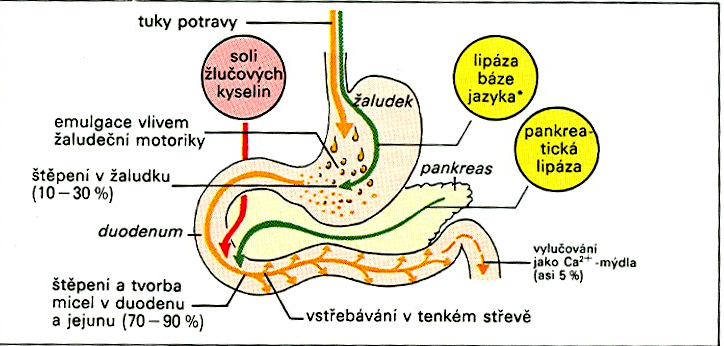 tuky potravy
soli
žlučových
kyselin
lipáza
báze
jazyka*
žaludek
emulgace vlivem
žaludeční motoriky
pankrea-
tická
lipáza
pankreas
štěpení v žaludku
(10–30 %)
duodenum
vylučování
jako Ca²⁺-mýdla
(asi 5 %)
štěpení a tvorba
micel v duodenu
a jejunu (70–90 %)
vstřebávání v tenkém střevě